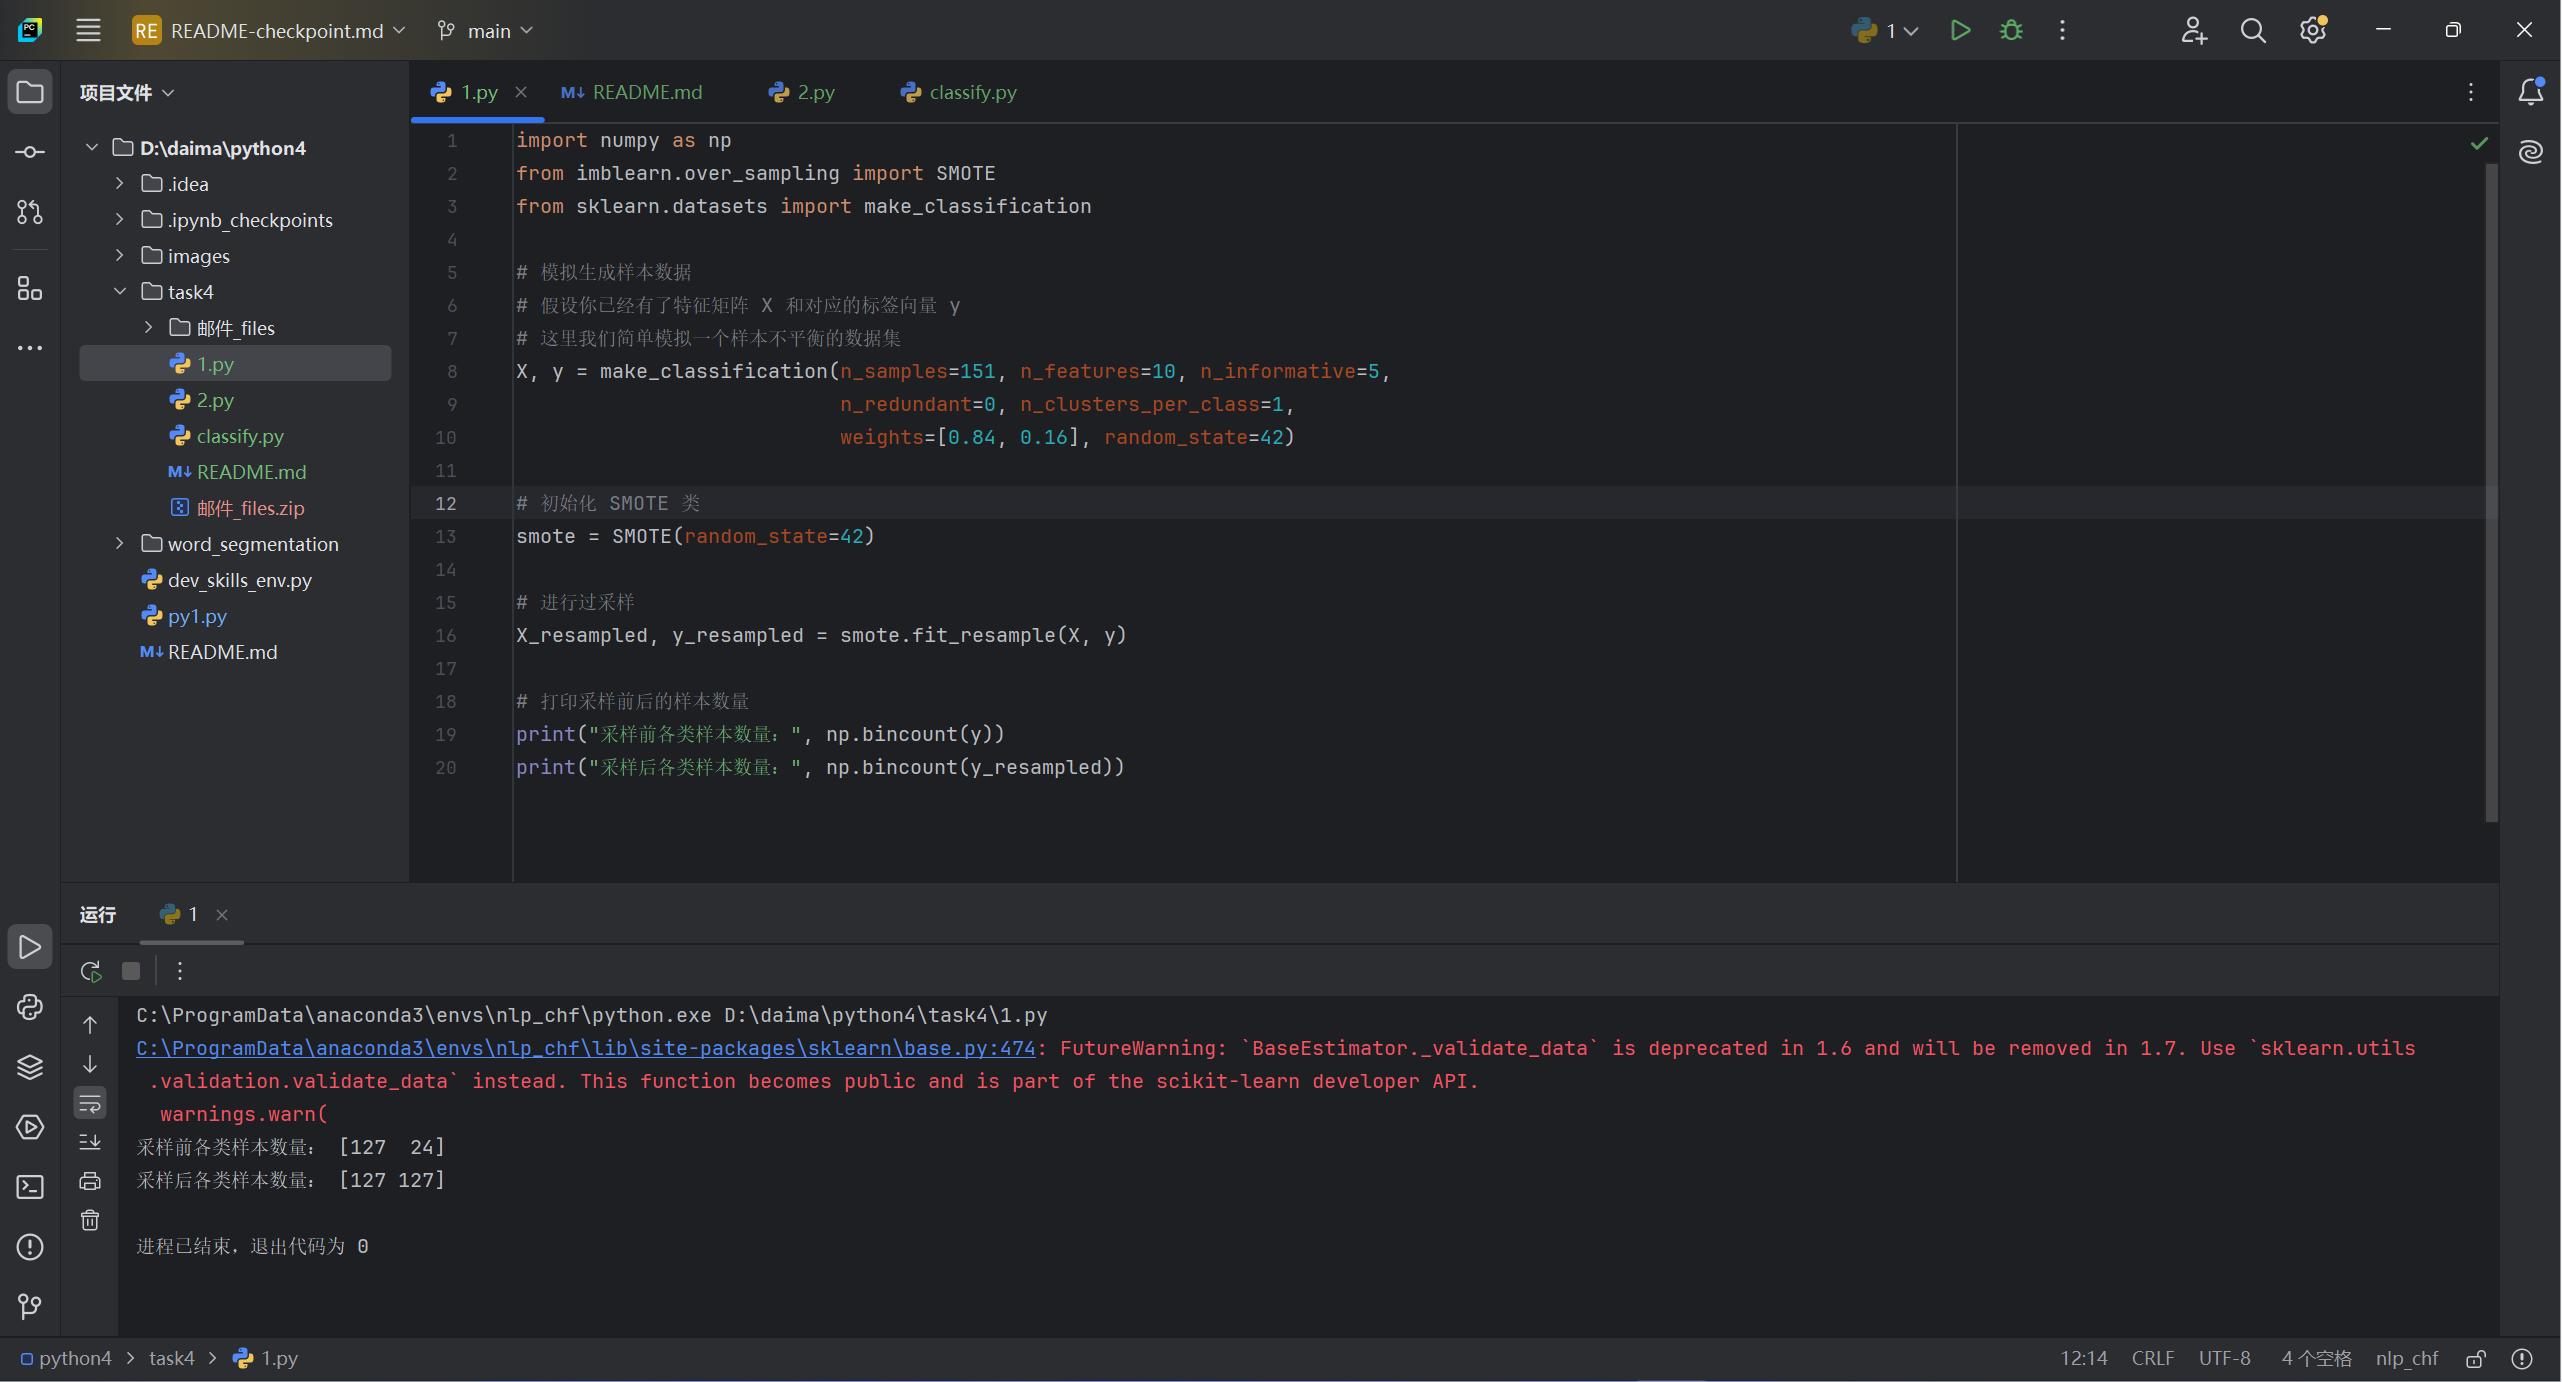 PC
RE README-checkpoint.md main 1
项目文件
D:\daima\python4
.idea
.ipynb_checkpoints
images
task4
邮件_files
1.py
2.py
classify.py
M↓ README.md
邮件_files.zip
word_segmentation
dev_skills_env.py
py1.py
M↓ README.md
1.py M↓ README.md 2.py classify.py
1 import numpy as np
2 from imblearn.over_sampling import SMOTE
3 from sklearn.datasets import make_classification
4
5 # 模拟生成样本数据
6 # 假设你已经有了特征矩阵 X 和对应的标签向量 y
7 # 这里我们简单模拟一个样本不平衡的数据集
8 X, y = make_classification(n_samples=151, n_features=10, n_informative=5,
9 n_redundant=0, n_clusters_per_class=1,
10 weights=[0.84, 0.16], random_state=42)
11
12 # 初始化 SMOTE 类
13 smote = SMOTE(random_state=42)
14
15 # 进行过采样
16 X_resampled, y_resampled = smote.fit_resample(X, y)
17
18 # 打印采样前后的样本数量
19 print("采样前各类样本数量：", np.bincount(y))
20 print("采样后各类样本数量：", np.bincount(y_resampled))
运行 1
C:\ProgramData\anaconda3\envs\nlp_chf\python.exe D:\daima\python4\task4\1.py
C:\ProgramData\anaconda3\envs\nlp_chf\lib\site-packages\sklearn\base.py:474: FutureWarning: `BaseEstimator._validate_data` is deprecated in 1.6 and will be removed in 1.7. Use `sklearn.utils
.validation.validate_data` instead. This function becomes public and is part of the scikit-learn developer API.
warnings.warn(
采样前各类样本数量： [127  24]
采样后各类样本数量： [127 127]
进程已结束，退出代码为 0
python4 > task4 > 1.py 12:14 CRLF UTF-8 4 个空格 nlp_chf